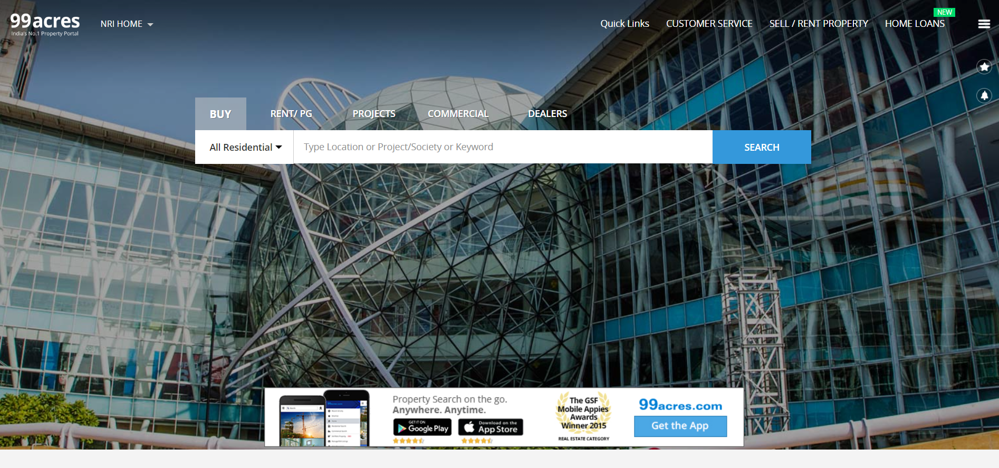 99acres
India's No.1 Property Portal
NRI HOME
Quick Links
CUSTOMER SERVICE
SELL / RENT PROPERTY
HOME LOANS
NEW
BUY
RENT/ PG
PROJECTS
COMMERCIAL
DEALERS
All Residential
Type Location or Project/Society or Keyword
SEARCH
Property Search on the go.
Anywhere. Anytime.
GET IT ON
Google Play
Download on the
App Store
The GSF
Mobile Appies
Awards
Winner 2015
REAL ESTATE CATEGORY
99acres.com
Get the App